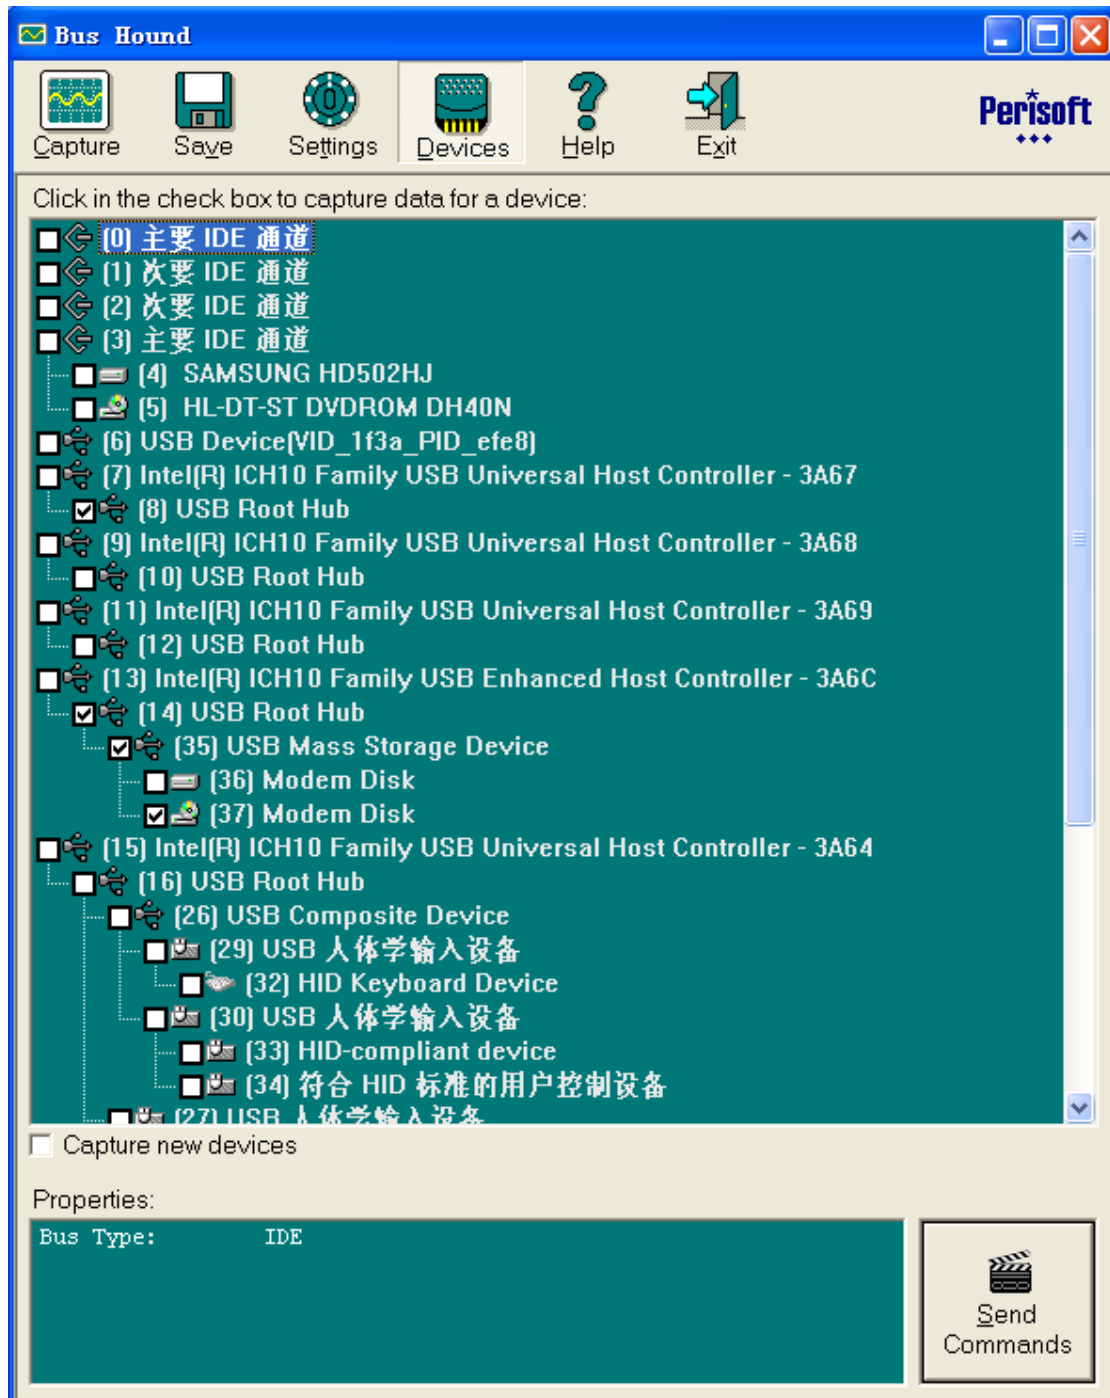 Bus Hound
Capture Save Settings Devices Help Exit Perisoft
Click in the check box to capture data for a device:
(0) 主要 IDE 通道
(1) 次要 IDE 通道
(2) 次要 IDE 通道
(3) 主要 IDE 通道
(4) SAMSUNG HD502HJ
(5) HL-DT-ST DVDROM DH40N
(6) USB Device(VID_1f3a_PID_efe8)
(7) Intel(R) ICH10 Family USB Universal Host Controller - 3A67
(8) USB Root Hub
(9) Intel(R) ICH10 Family USB Universal Host Controller - 3A68
(10) USB Root Hub
(11) Intel(R) ICH10 Family USB Universal Host Controller - 3A69
(12) USB Root Hub
(13) Intel(R) ICH10 Family USB Enhanced Host Controller - 3A6C
(14) USB Root Hub
(35) USB Mass Storage Device
(36) Modem Disk
(37) Modem Disk
(15) Intel(R) ICH10 Family USB Universal Host Controller - 3A64
(16) USB Root Hub
(26) USB Composite Device
(29) USB 人体学输入设备
(32) HID Keyboard Device
(30) USB 人体学输入设备
(33) HID-compliant device
(34) 符合 HID 标准的用户控制设备
(27) USB 人体学输入设备
Capture new devices
Properties:
Bus Type: IDE
Send
Commands